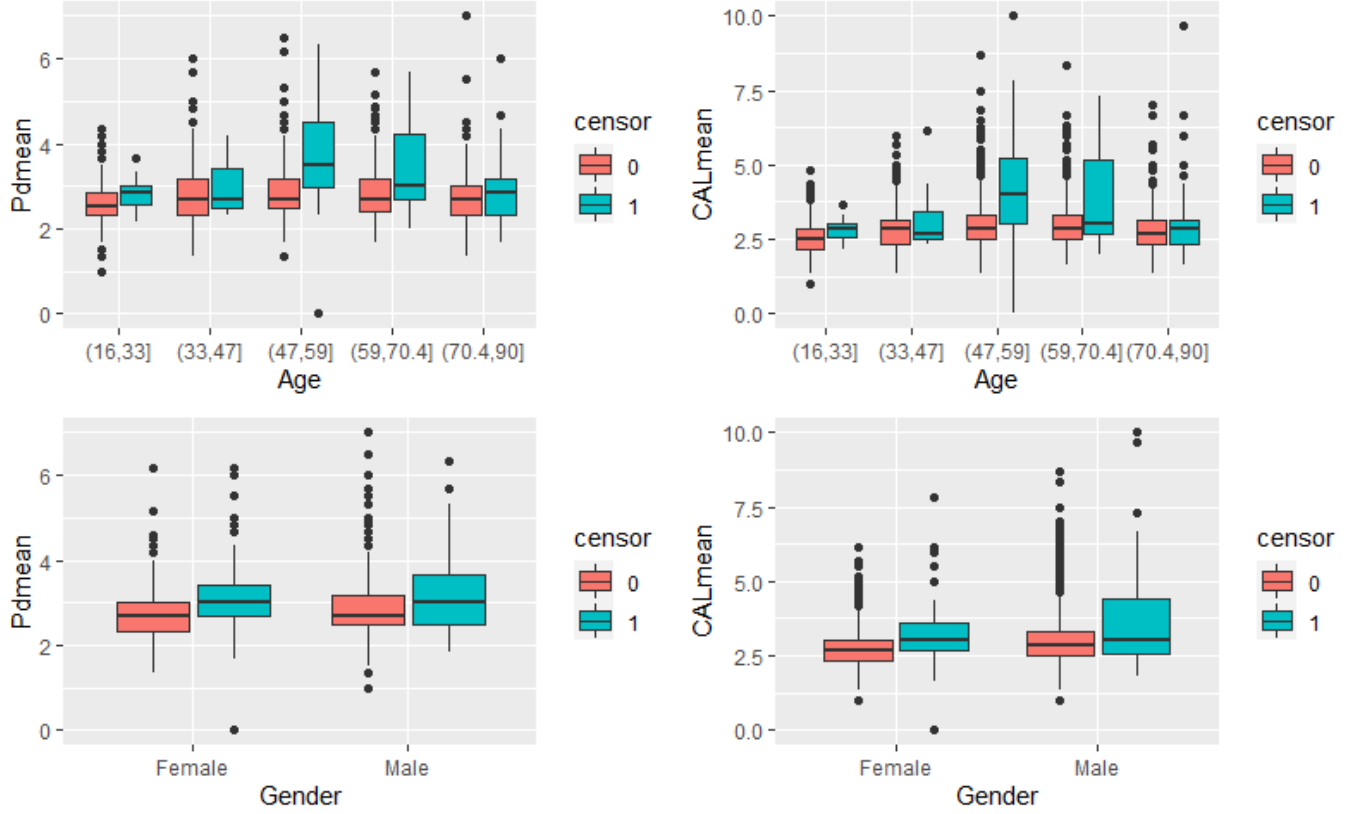 Pdmean
6
4
2
0
(16,33] (33,47] (47,59] (59,70.4] (70.4,90]
Age
censor
0
1
CALmean
10.0
7.5
5.0
2.5
0.0
(16,33] (33,47] (47,59] (59,70.4] (70.4,90]
Age
censor
0
1
Pdmean
6
4
2
0
Female Male
Gender
censor
0
1
CALmean
10.0
7.5
5.0
2.5
0.0
Female Male
Gender
censor
0
1